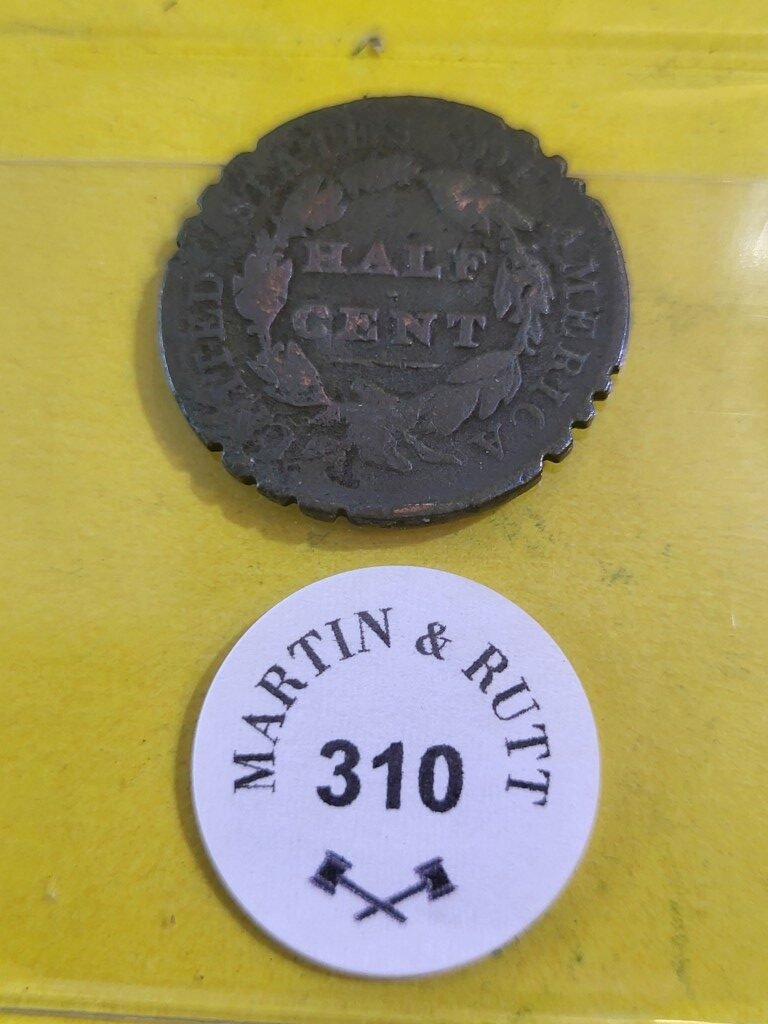 UNITED STATES OF AMERICA
HALF
CENT
MARTIN & RUTT
310